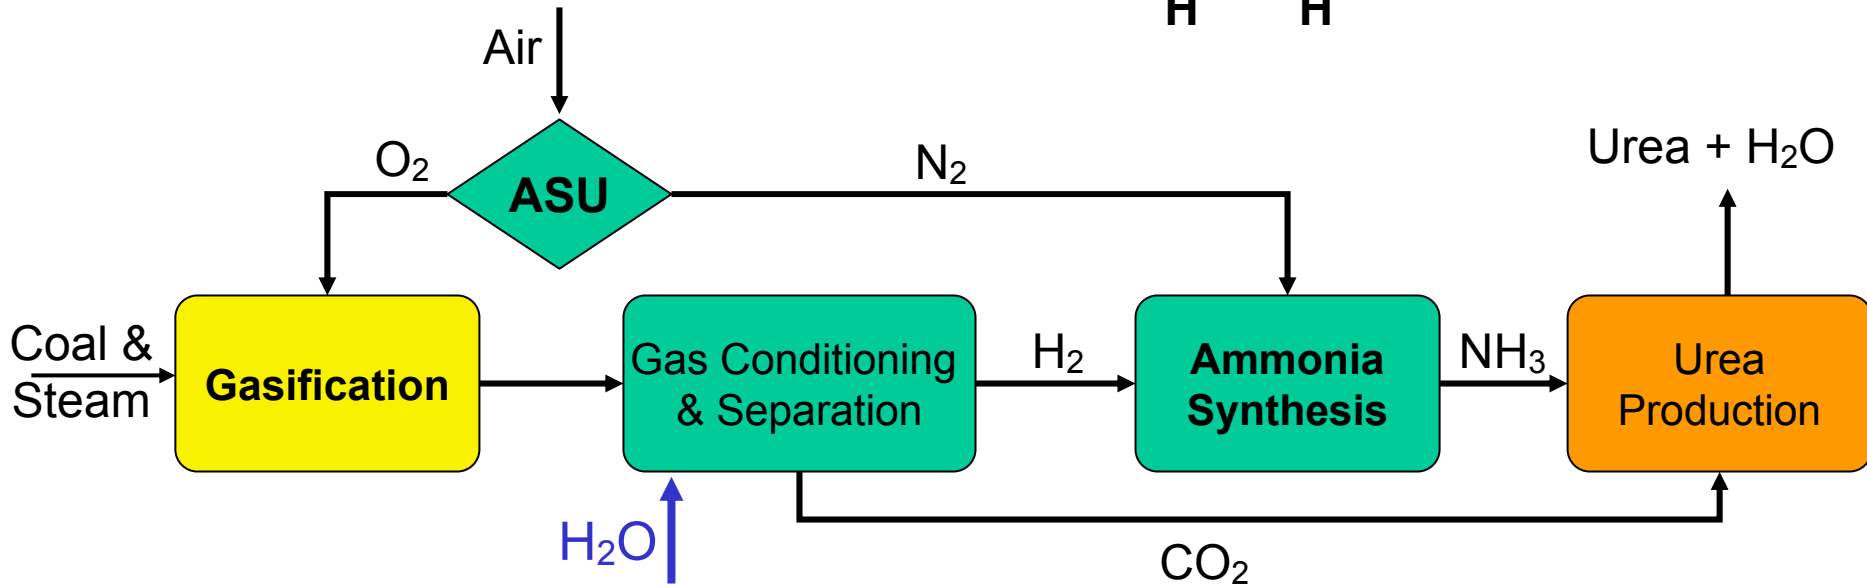 H H
Air
O₂
ASU
N₂
Urea + H₂O
Coal &
Steam
Gasification
Gas Conditioning
& Separation
H₂
Ammonia
Synthesis
NH₃
Urea
Production
H₂O
CO₂